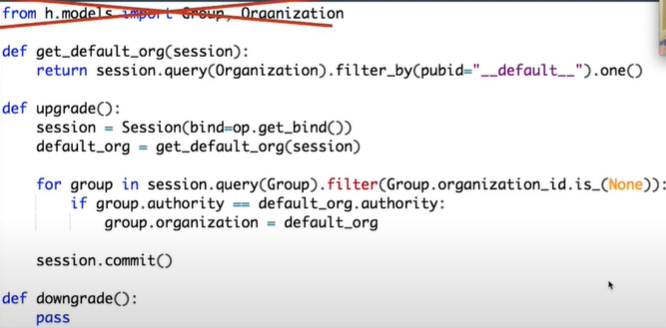 from h.models import Group, Organization
def get_default_org(session):
    return session.query(Organization).filter_by(pubid="__default__").one()
def upgrade():
    session = Session(bind=op.get_bind())
    default_org = get_default_org(session)
    for group in session.query(Group).filter(Group.organization_id.is_(None)):
        if group.authority == default_org.authority:
            group.organization = default_org
    session.commit()
def downgrade():
    pass